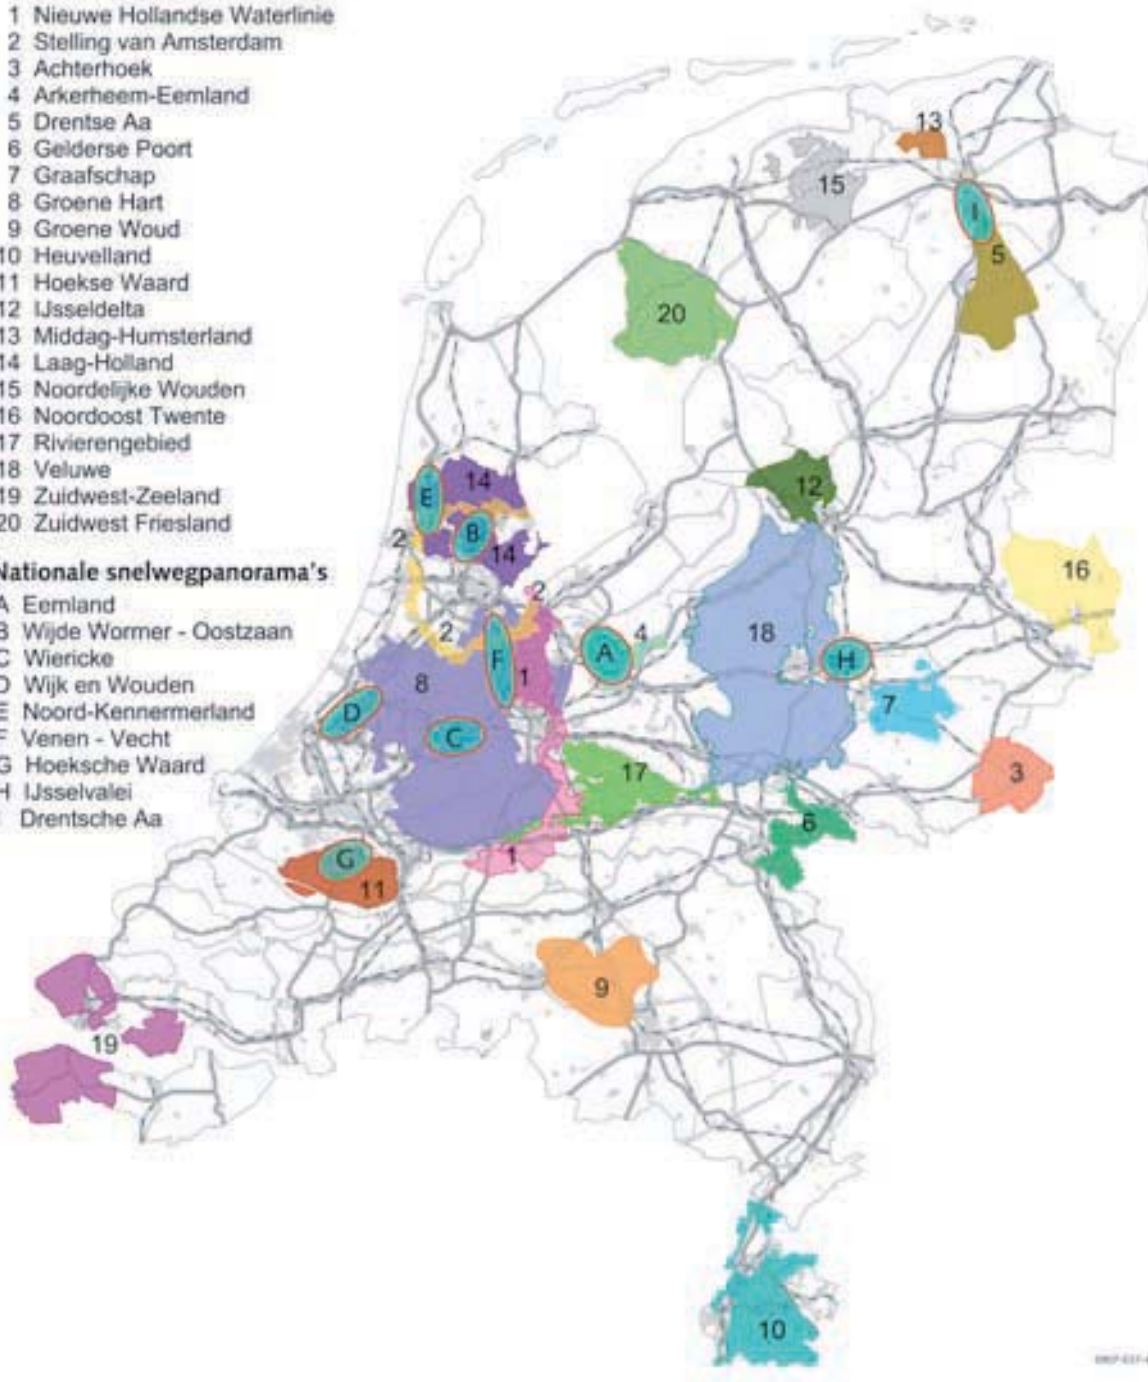 1 Nieuwe Hollandse Waterlinie
2 Stelling van Amsterdam
3 Achterhoek
4 Arkerheem-Eemland
5 Drentse Aa
6 Gelderse Poort
7 Graafschap
8 Groene Hart
9 Groene Woud
10 Heuvelland
11 Hoekse Waard
12 IJsseldelta
13 Middag-Humsterland
14 Laag-Holland
15 Noordelijke Wouden
16 Noordoost Twente
17 Rivierengebied
18 Veluwe
19 Zuidwest-Zeeland
20 Zuidwest Friesland
Nationale snelwegpanorama's
A Eemland
B Wijde Wormer - Oostzaan
C Wiericke
D Wijk en Wouden
E Noord-Kennermerland
F Venen - Vecht
G Hoeksche Waard
H IJsselvalei
Drentsche Aa
13
15
I
5
20
14
E
B
12
2
14
16
2
2
18
4
A
F
H
8
1
7
D
C
17
3
6
1
G
11
9
19
10